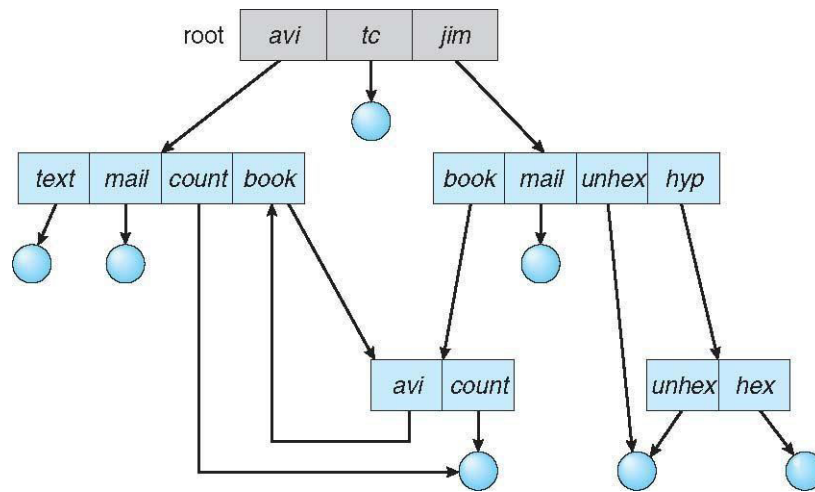 root avi tc jim
text mail count book
book mail unhex hyp
avi count
unhex hex